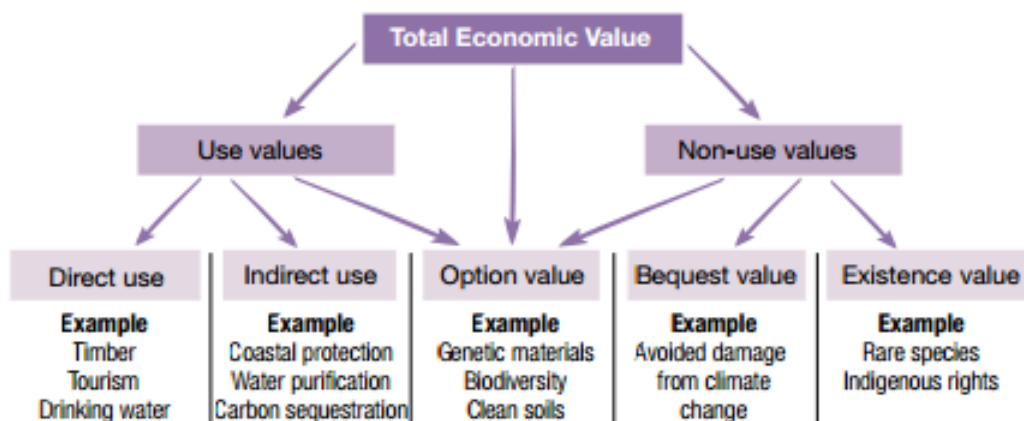 Total Economic Value
Use values
Non-use values
Direct use
Example
Timber
Tourism
Drinking water
Indirect use
Example
Coastal protection
Water purification
Carbon sequestration
Option value
Example
Genetic materials
Biodiversity
Clean soils
Bequest value
Example
Avoided damage
from climate
change
Existence value
Example
Rare species
Indigenous rights